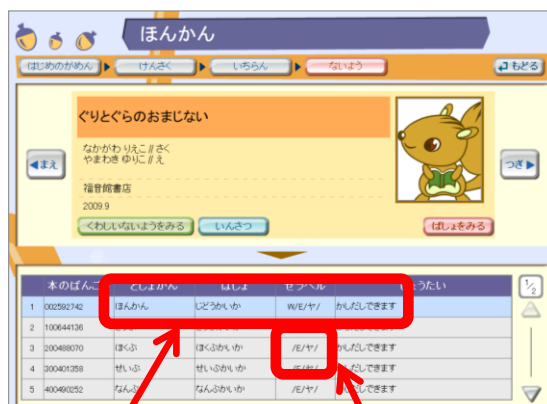 ほんかん
はじめのがめん けんさく いちらん ないよう もどる
ぐりとぐらのおまじない
なかがわ りえこ∥さく
やまわき ゆりこ∥え
まえ
つぎ
福音館書店
2009.9
くわしいないようをみる いんさつ ばしょをみる
本のばんご としょかん ばしょ せラベル ょうたい
1/2
1 002592742 ほんかん じどうかいか W/E/ヤ/ かしだしできます
2 100644136
3 200488070 ほくぶ ほくぶかいか /E/ヤ/ かしだしできます
4 300401358 せいぶ せいぶかいか /E/ヤ/ かしだしできます
5 400490252 なんぶ なんぶかいか /E/ヤ/ かしだしできます